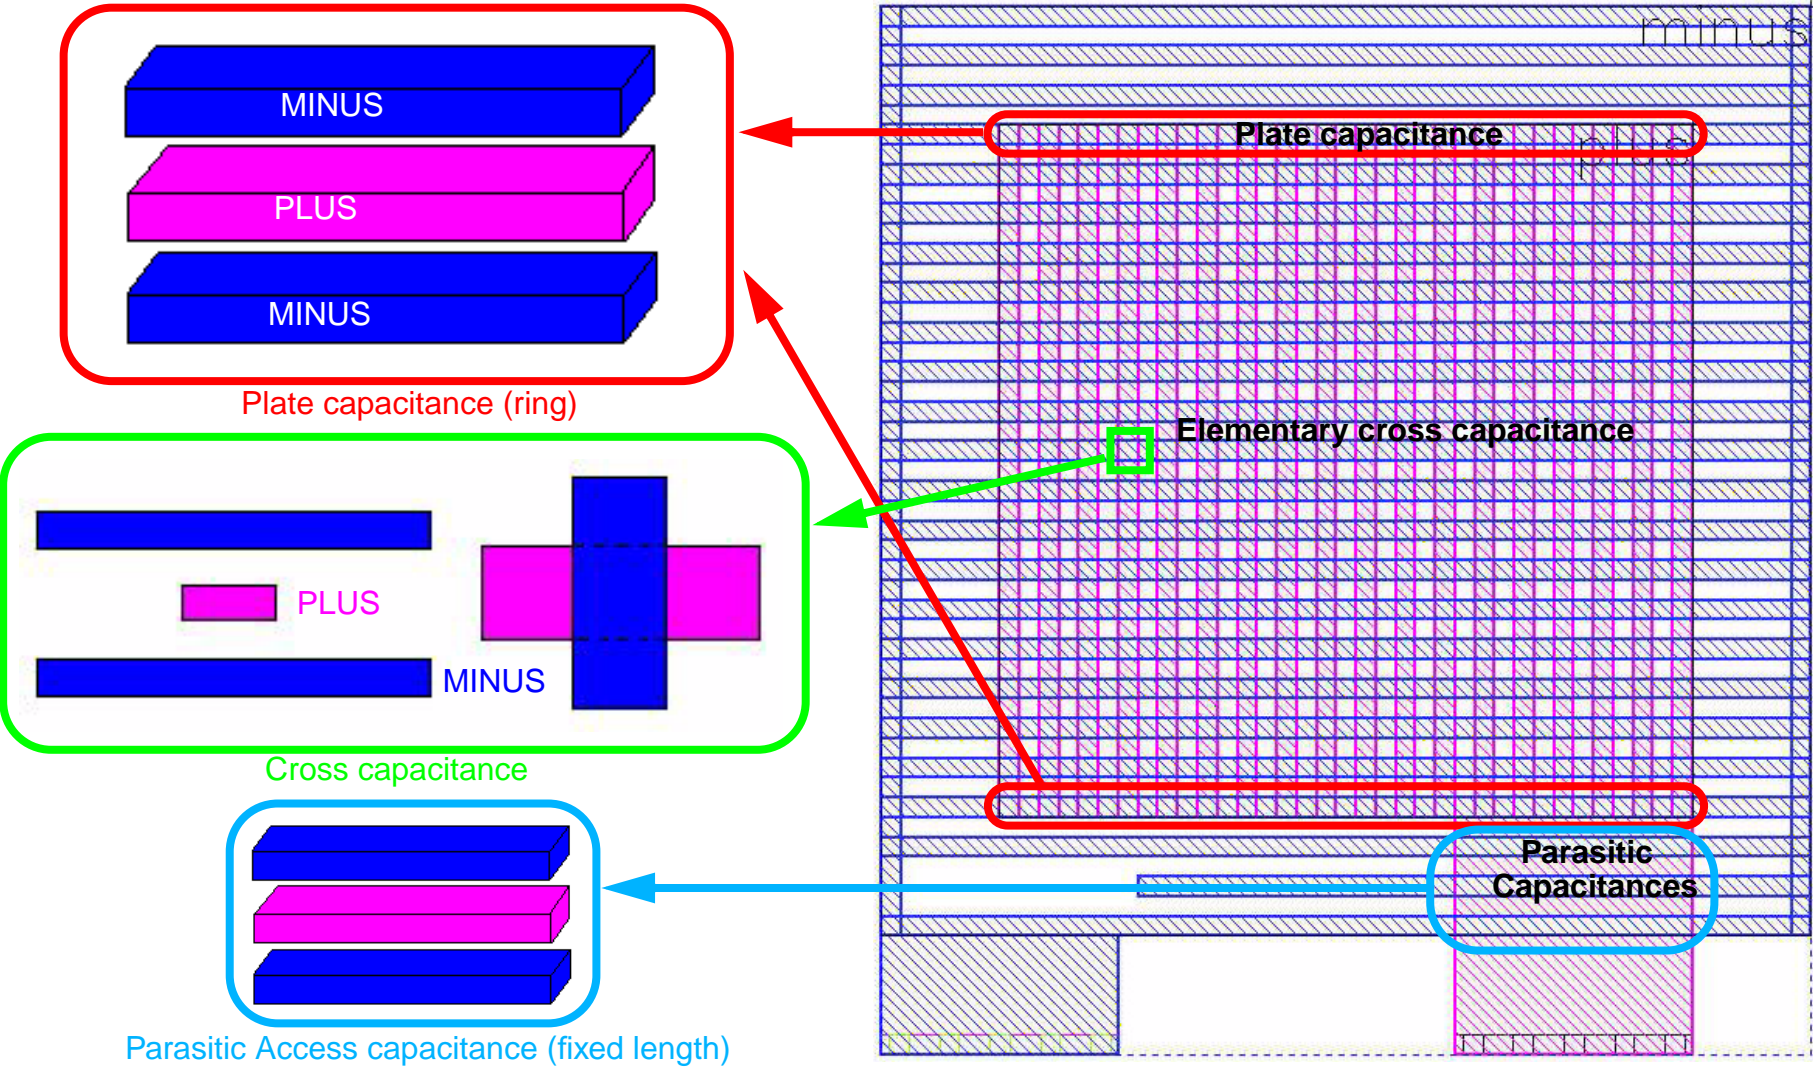 MINUS
PLUS
MINUS
Plate capacitance (ring)
PLUS
MINUS
Cross capacitance
Parasitic Access capacitance (fixed length)
minus
Plate capacitance
plus
Elementary cross capacitance
Parasitic
Capacitances